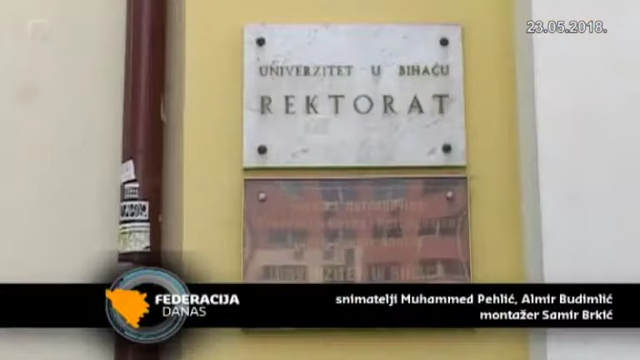 23.05.2018.
UNIVERZITET U BIHAĆU
REKTORAT
FEDERACIJA
DANAS
snimatelji Muhammed Pehlić, Almir Budimlić
montažer Samir Brkić